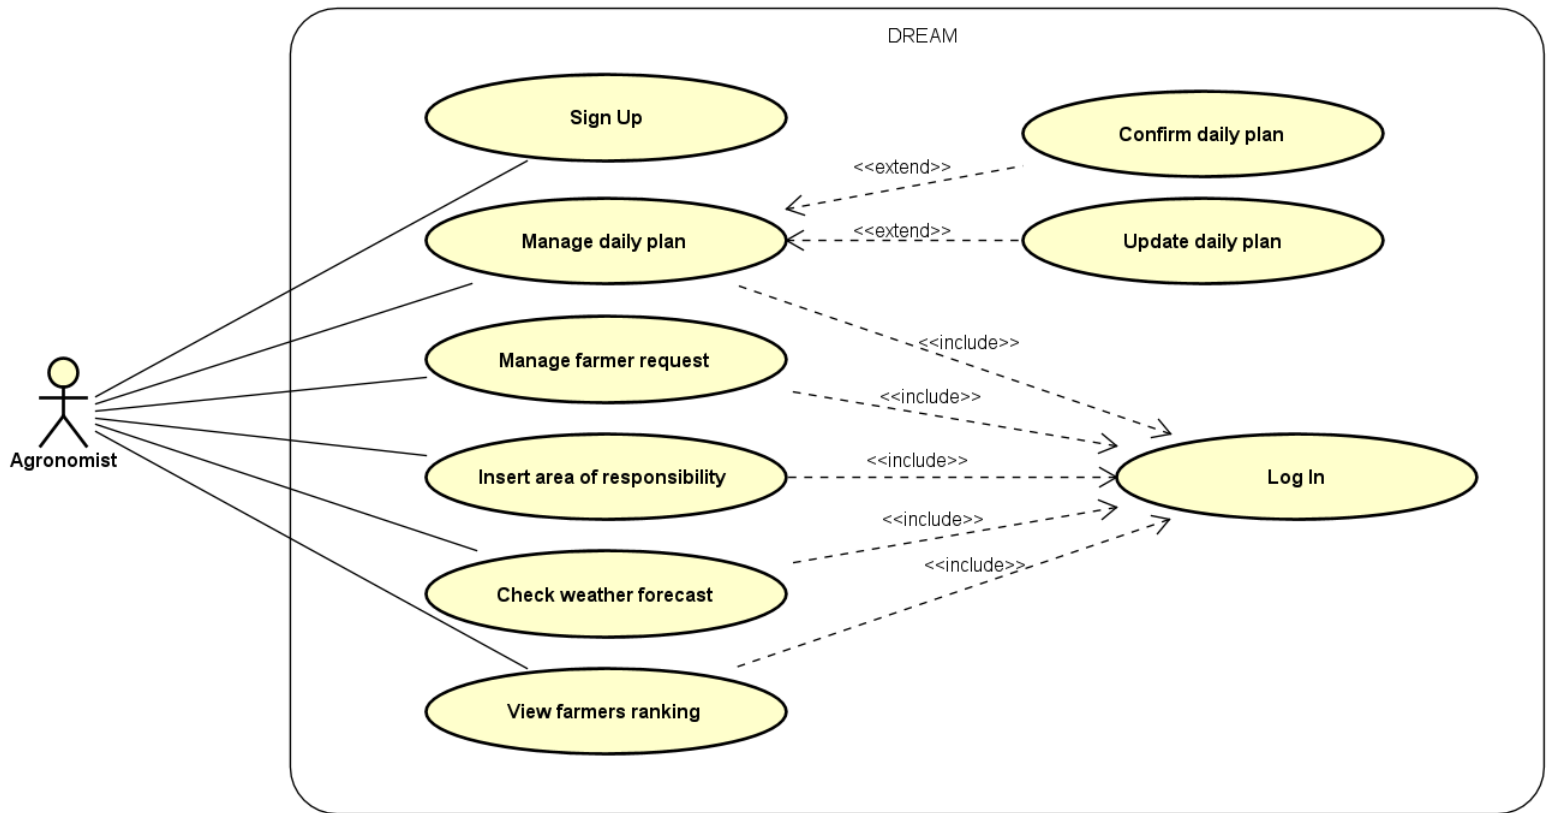 DREAM
Sign Up
Confirm daily plan
<<extend>>
Manage daily plan
<<extend>>
Update daily plan
<<include>>
Manage farmer request
<<include>>
Agronomist
<<include>>
Insert area of responsibility
Log In
<<include>>
Check weather forecast
<<include>>
View farmers ranking